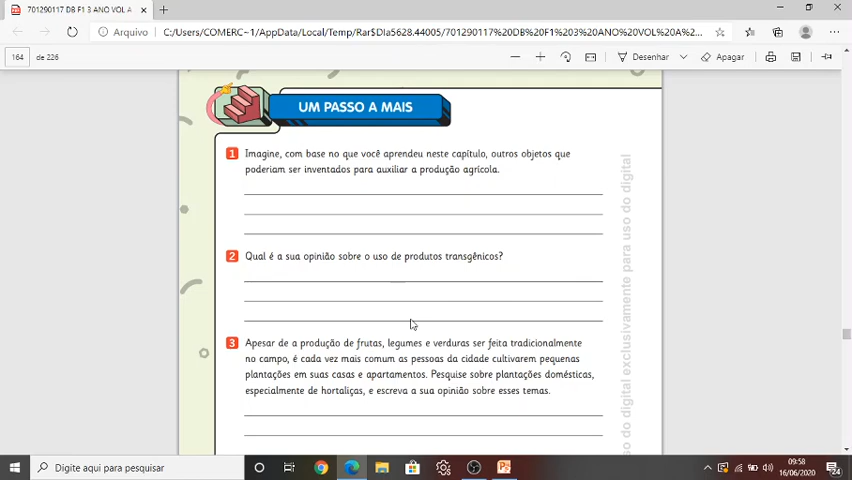 701290117 DB F1 3 ANO VOL A
Arquivo
C:/Users/COMERC~1/AppData/Local/Temp/Rar$DIa5628.44005/701290117%20DB%20F1%203%20ANO%20VOL%20A%2...
164 de 226
Desenhar
Apagar
UM PASSO A MAIS
1 Imagine, com base no que você aprendeu neste capítulo, outros objetos que
poderiam ser inventados para auxiliar a produção agrícola.
2 Qual é a sua opinião sobre o uso de produtos transgênicos?
3 Apesar de a produção de frutas, legumes e verduras ser feita tradicionalmente
no campo, é cada vez mais comum as pessoas da cidade cultivarem pequenas
plantações em suas casas e apartamentos. Pesquise sobre plantações domésticas,
especialmente de hortaliças, e escreva a sua opinião sobre esses temas.
so do digital exclusivamente para uso do digital
Digite aqui para pesquisar
09:58
16/06/2020
24